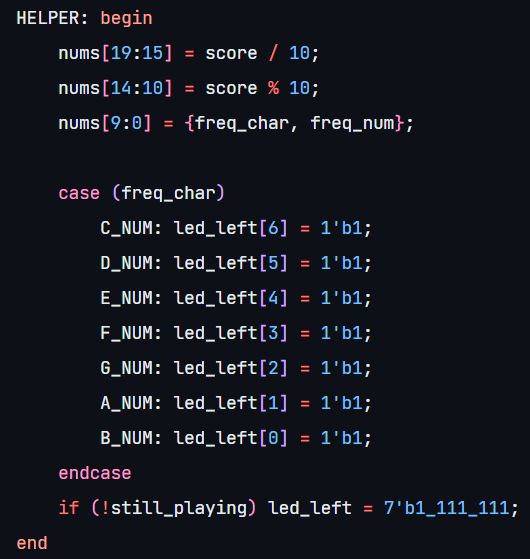 HELPER: begin
    nums[19:15] = score / 10;
    nums[14:10] = score % 10;
    nums[9:0] = {freq_char, freq_num};

    case (freq_char)
        C_NUM: led_left[6] = 1'b1;
        D_NUM: led_left[5] = 1'b1;
        E_NUM: led_left[4] = 1'b1;
        F_NUM: led_left[3] = 1'b1;
        G_NUM: led_left[2] = 1'b1;
        A_NUM: led_left[1] = 1'b1;
        B_NUM: led_left[0] = 1'b1;
    endcase
    if (!still_playing) led_left = 7'b1_111_111;
end